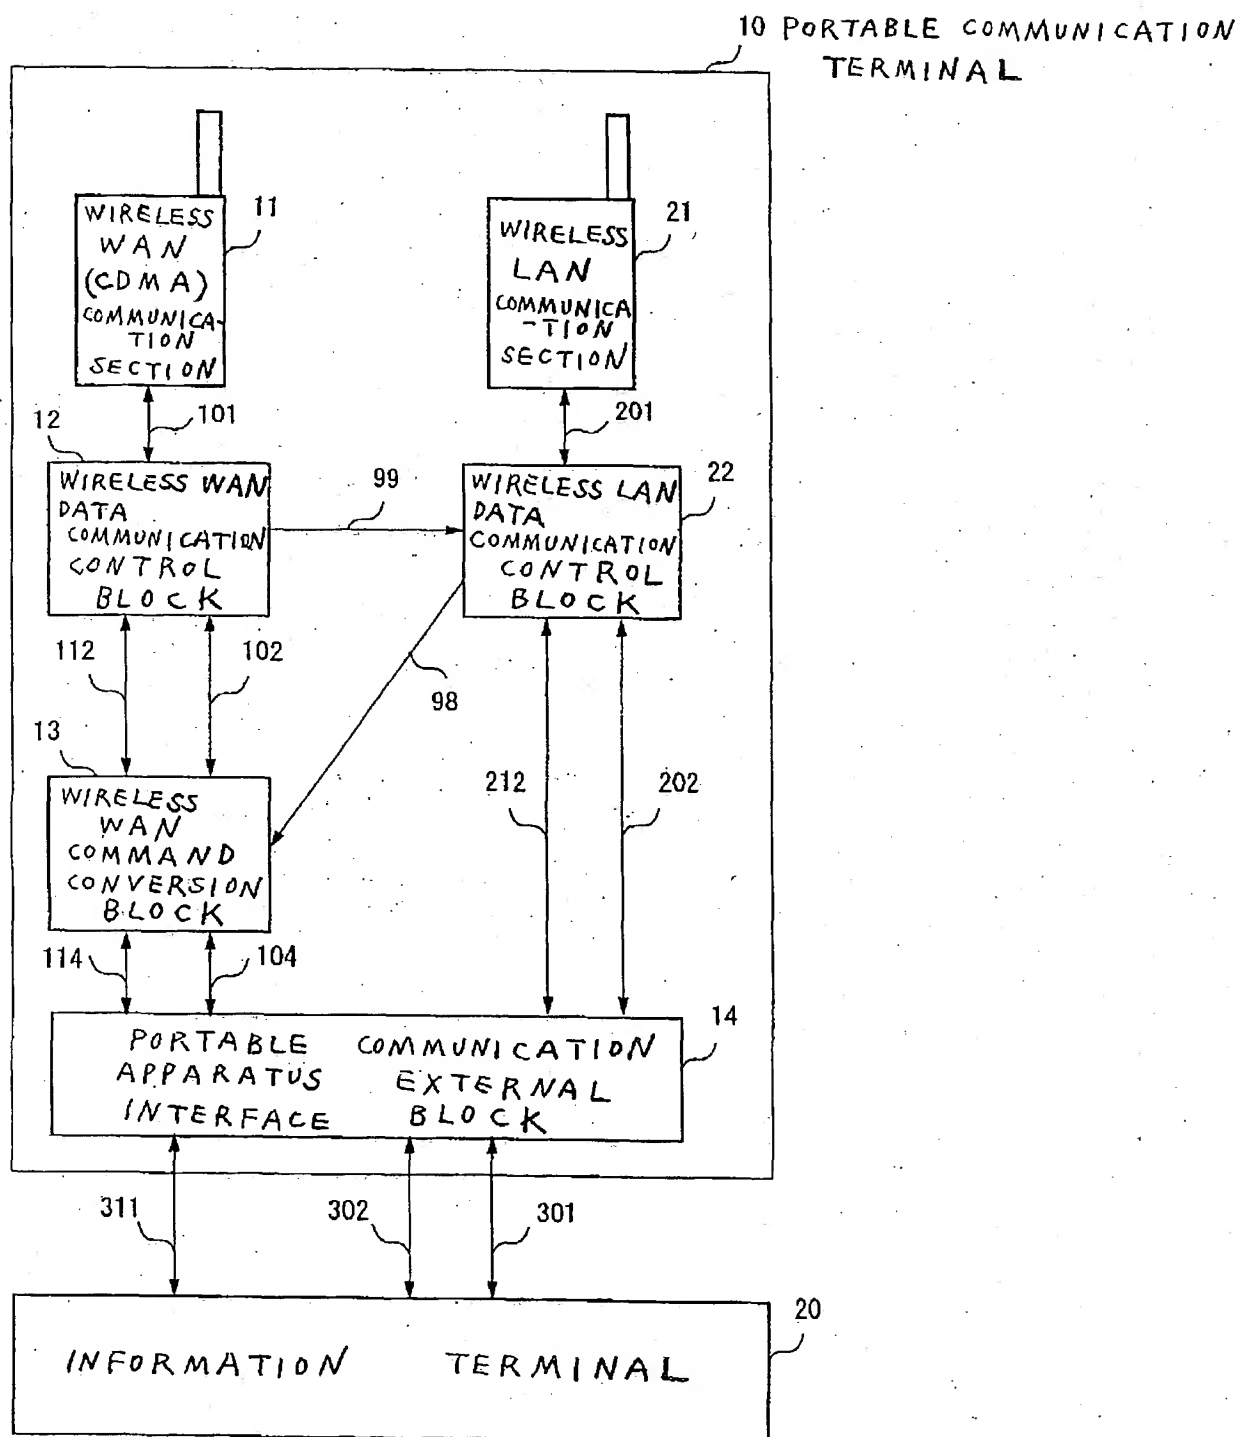 10 PORTABLE COMMUNICATION
TERMINAL
WIRELESS
WAN
(CDMA)
COMMUNICA-
TION
SECTION
11
WIRELESS
LAN
COMMUNICA
-TION
SECTION
21
101
201
12
WIRELESS WAN
DATA
COMMUNICATION
CONTROL
BLOCK
99
WIRELESS LAN
DATA
COMMUNICATION
CONTROL
BLOCK
22
112
102
98
13
WIRELESS
WAN
COMMAND
CONVERSION
BLOCK
212
202
114
104
PORTABLE COMMUNICATION
APPARATUS EXTERNAL
INTERFACE BLOCK
14
311
302
301
20
INFORMATION TERMINAL